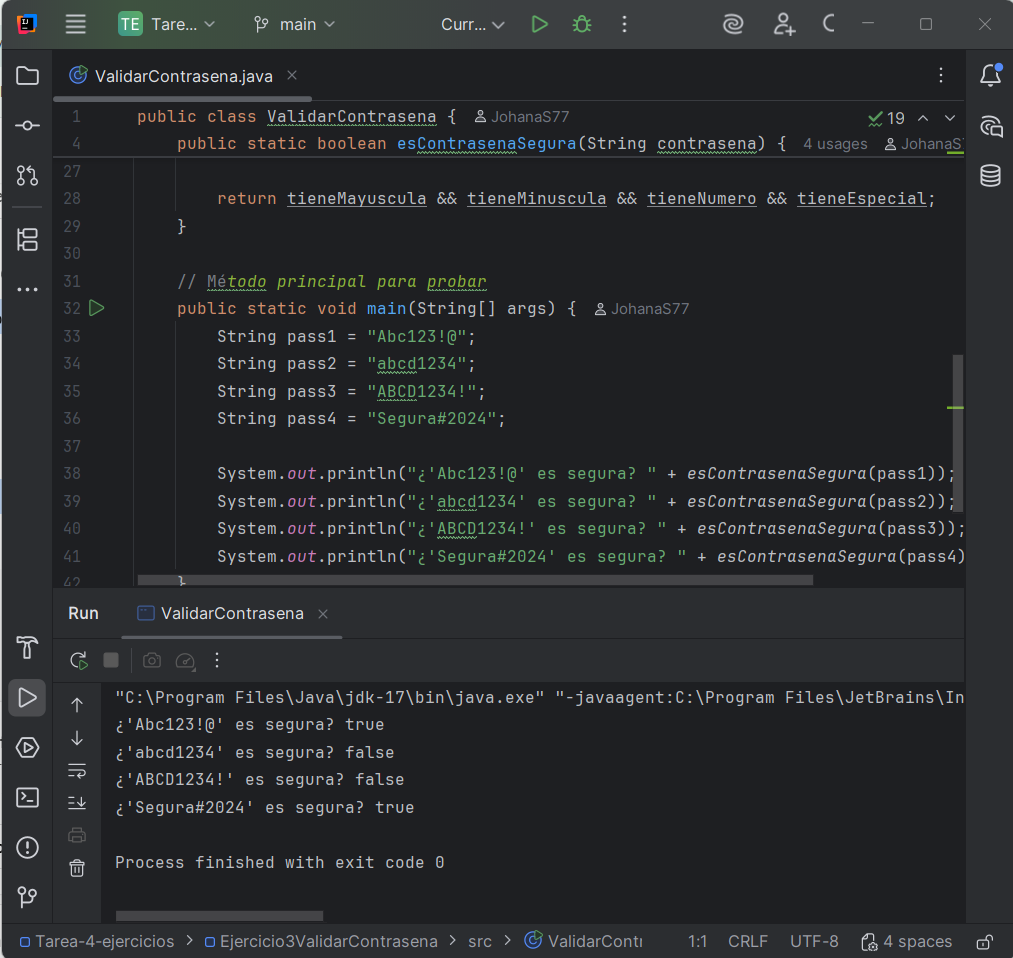 TE Tare... main Curr...
ValidarContrasena.java
1 public class ValidarContrasena { JohanaS77 19
4 public static boolean esContrasenaSegura(String contrasena) { 4 usages JohanaS
27
28 return tieneMayuscula && tieneMinuscula && tieneNumero && tieneEspecial;
29 }
30
31 // Método principal para probar
32 public static void main(String[] args) { JohanaS77
33 String pass1 = "Abc123!@";
34 String pass2 = "abcd1234";
35 String pass3 = "ABCD1234!";
36 String pass4 = "Segura#2024";
37
38 System.out.println("¿'Abc123!@' es segura? " + esContrasenaSegura(pass1));
39 System.out.println("¿'abcd1234' es segura? " + esContrasenaSegura(pass2));
40 System.out.println("¿'ABCD1234!' es segura? " + esContrasenaSegura(pass3));
41 System.out.println("¿'Segura#2024' es segura? " + esContrasenaSegura(pass4)
42 }
Run ValidarContrasena
"C:\Program Files\Java\jdk-17\bin\java.exe" "-javaagent:C:\Program Files\JetBrains\In
¿'Abc123!@' es segura? true
¿'abcd1234' es segura? false
¿'ABCD1234!' es segura? false
¿'Segura#2024' es segura? true
Process finished with exit code 0
Tarea-4-ejercicios > Ejercicio3ValidarContrasena > src > ValidarContr 1:1 CRLF UTF-8 4 spaces